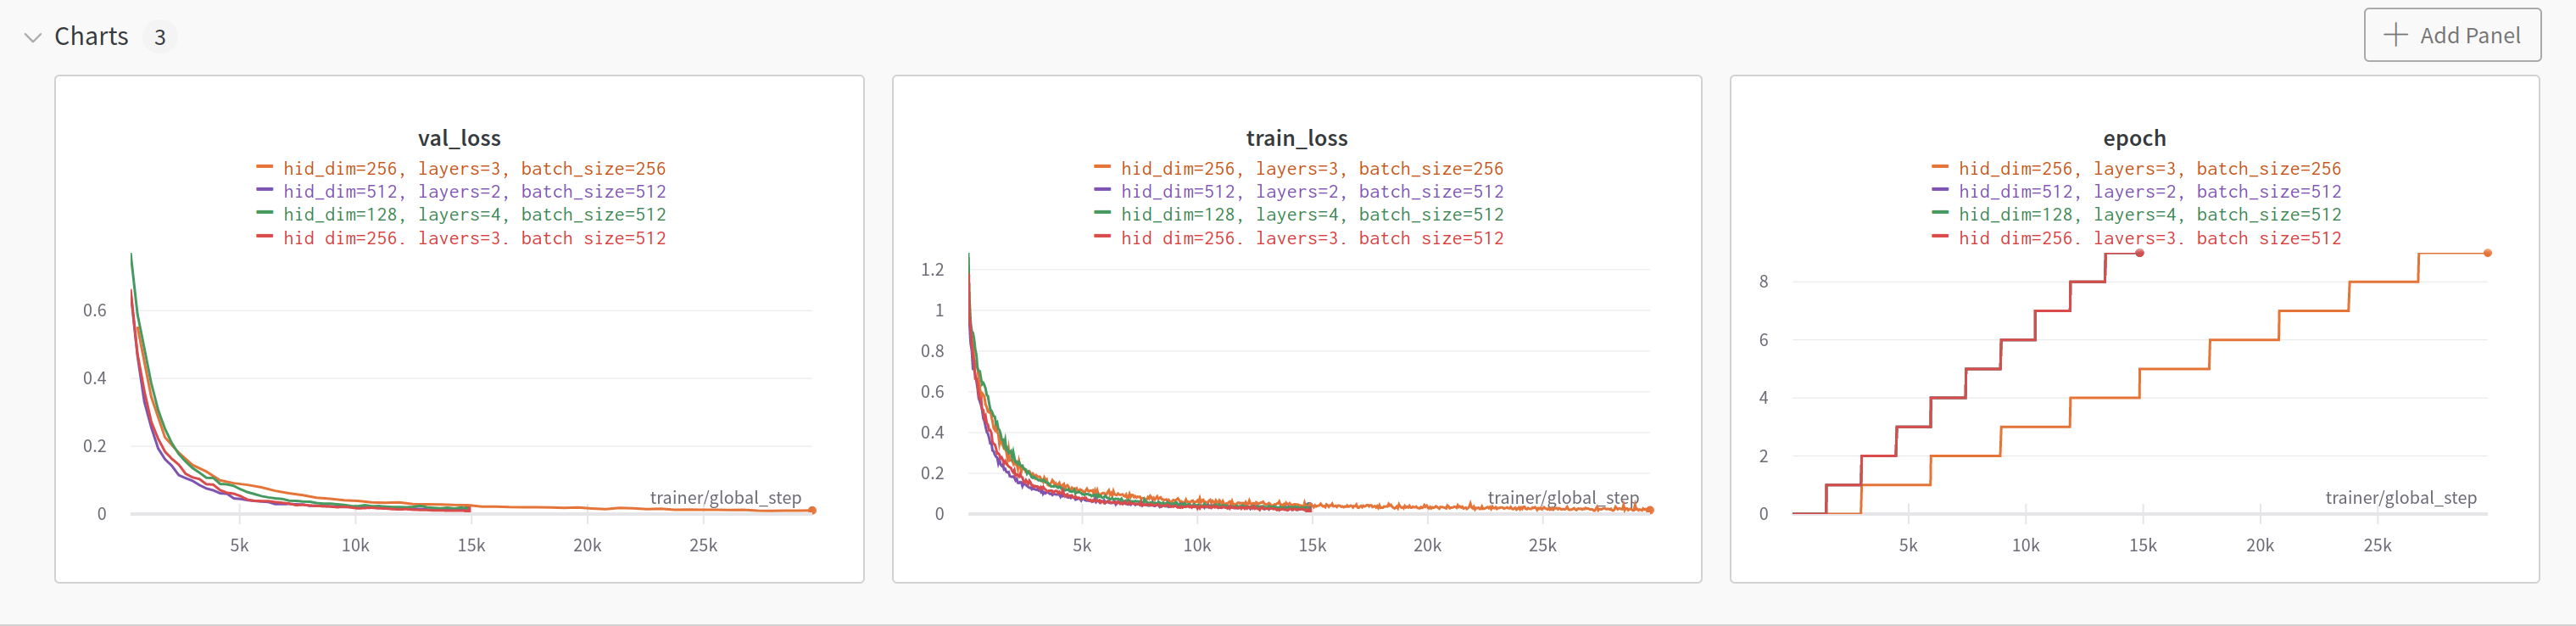 Charts 3
+ Add Panel
val_loss
hid_dim=256, layers=3, batch_size=256
hid_dim=512, layers=2, batch_size=512
hid_dim=128, layers=4, batch_size=512
hid_dim=256, layers=3, batch_size=512
0.6
0.4
0.2
0
trainer/global_step
5k 10k 15k 20k 25k
train_loss
hid_dim=256, layers=3, batch_size=256
hid_dim=512, layers=2, batch_size=512
hid_dim=128, layers=4, batch_size=512
hid_dim=256, layers=3, batch_size=512
1.2
1
0.8
0.6
0.4
0.2
0
trainer/global_step
5k 10k 15k 20k 25k
epoch
hid_dim=256, layers=3, batch_size=256
hid_dim=512, layers=2, batch_size=512
hid_dim=128, layers=4, batch_size=512
hid_dim=256, layers=3, batch_size=512
8
6
4
2
0
trainer/global_step
5k 10k 15k 20k 25k